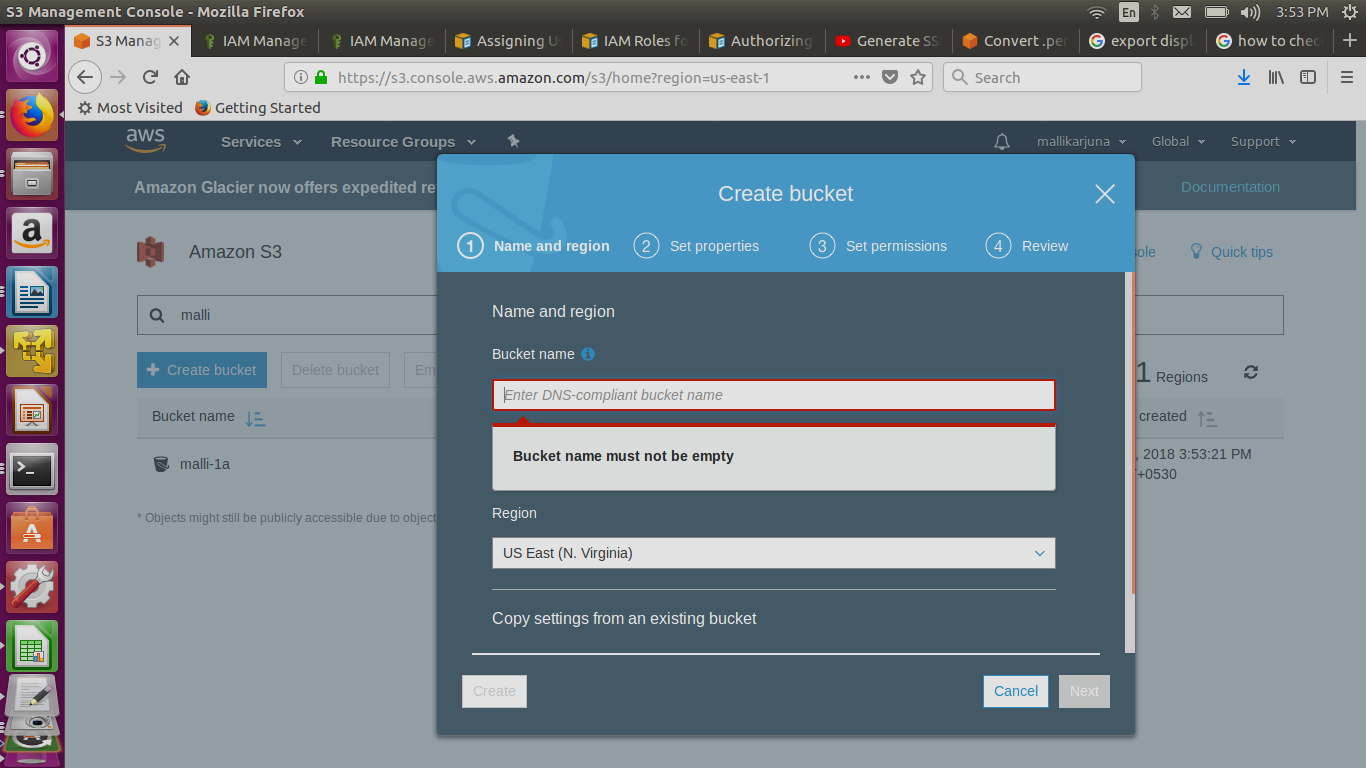 S3 Management Console - Mozilla Firefox
En
3:53 PM
S3 Manag
IAM Manage
IAM Manage
Assigning U
IAM Roles fo
Authorizing
Generate SS
Convert .per
export displ
how to chec
https://s3.console.aws.amazon.com/s3/home?region=us-east-1
Search
Most Visited
Getting Started
aws
Services
Resource Groups
mallikarjuna
Global
Support
Amazon Glacier now offers expedited re
Documentation
Create bucket
1 Name and region
2 Set properties
3 Set permissions
4 Review
Amazon S3
sole
Quick tips
malli
Name and region
Bucket name
Create bucket
Delete bucket
Em
1 Regions
Enter DNS-compliant bucket name
Bucket name
created
Bucket name must not be empty
malli-1a
, 2018 3:53:21 PM
+0530
* Objects might still be publicly accessible due to object
Region
US East (N. Virginia)
Copy settings from an existing bucket
Create
Cancel
Next